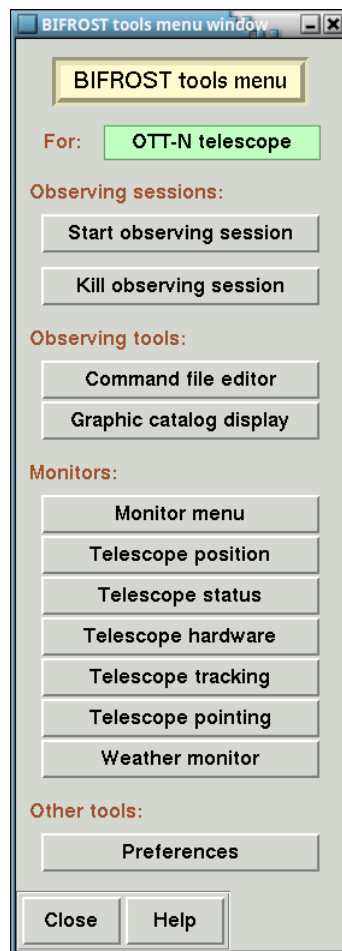 BIFROST tools menu window
BIFROST tools menu
For: OTT-N telescope
Observing sessions:
Start observing session
Kill observing session
Observing tools:
Command file editor
Graphic catalog display
Monitors:
Monitor menu
Telescope position
Telescope status
Telescope hardware
Telescope tracking
Telescope pointing
Weather monitor
Other tools:
Preferences
Close Help